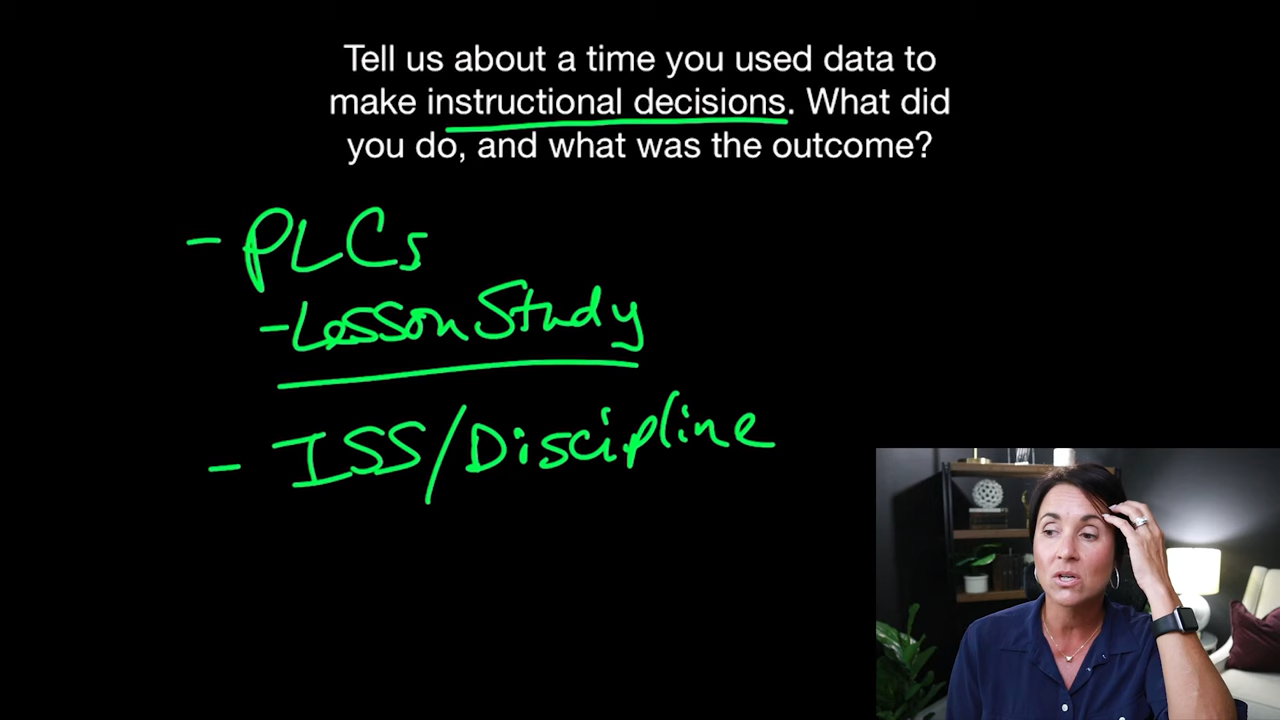 Tell us about a time you used data to
make instructional decisions. What did
you do, and what was the outcome?
- PLCs
- Lesson Study
- ISS/Discipline